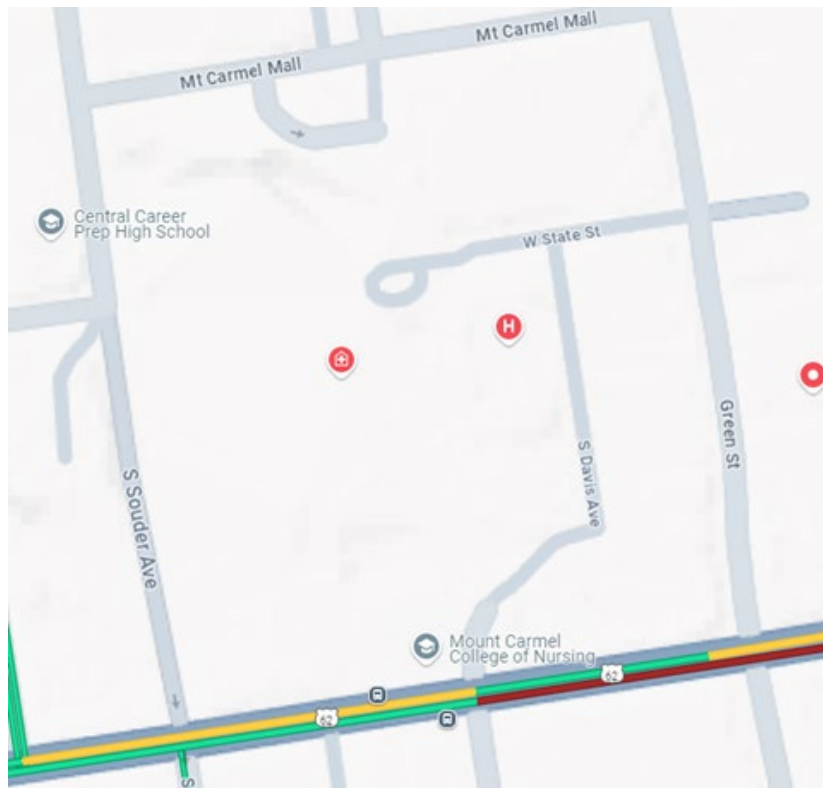 Mt Carmel Mall
Mt Carmel Mall
Central Career
Prep High School
W State St
H
Green St
S Davis Ave
S Souder Ave
Mount Carmel
College of Nursing
62
62
S